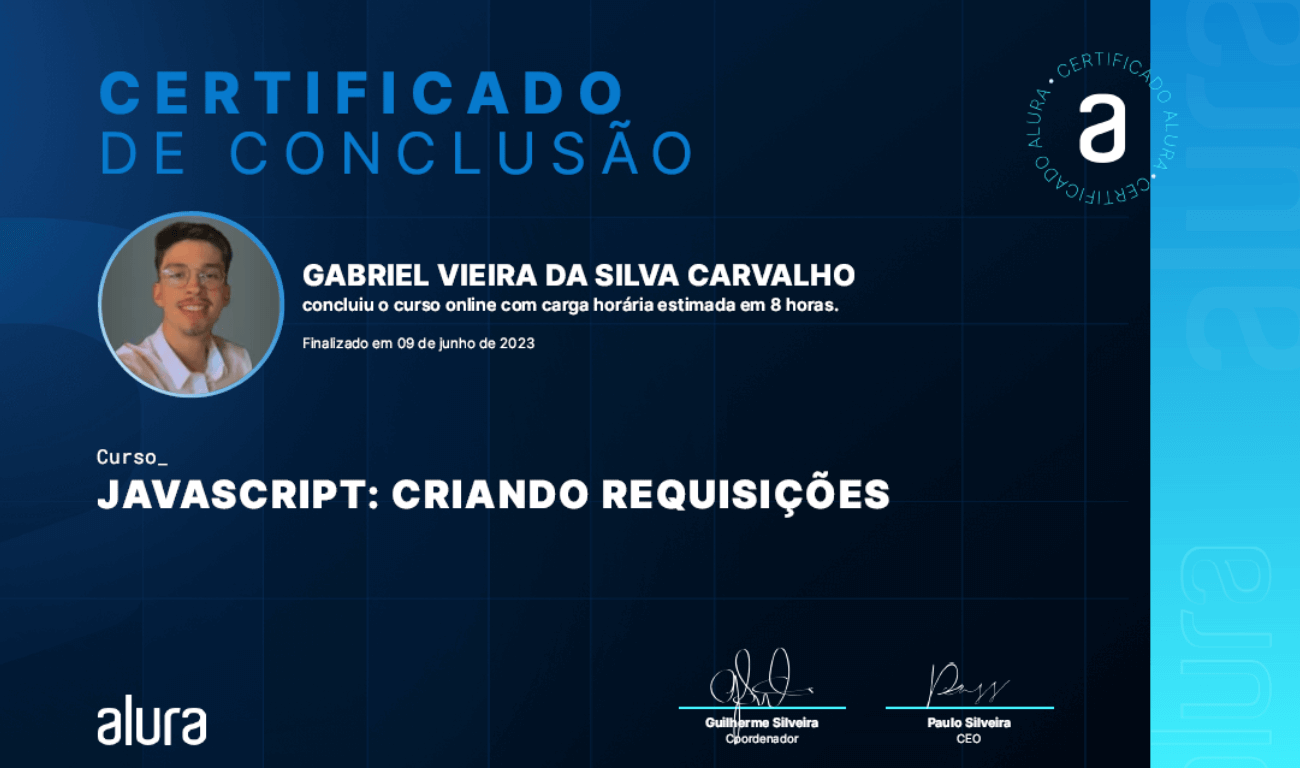 CERTIFICADO
DE CONCLUSÃO
CERTIFICADO ALURA • CERTIFICADO ALURA •
a
GABRIEL VIEIRA DA SILVA CARVALHO
concluiu o curso online com carga horária estimada em 8 horas.
Finalizado em 09 de junho de 2023
Curso_
JAVASCRIPT: CRIANDO REQUISIÇÕES
alura
Guilherme Silveira
Coordenador
Paulo Silveira
CEO
alura
alura